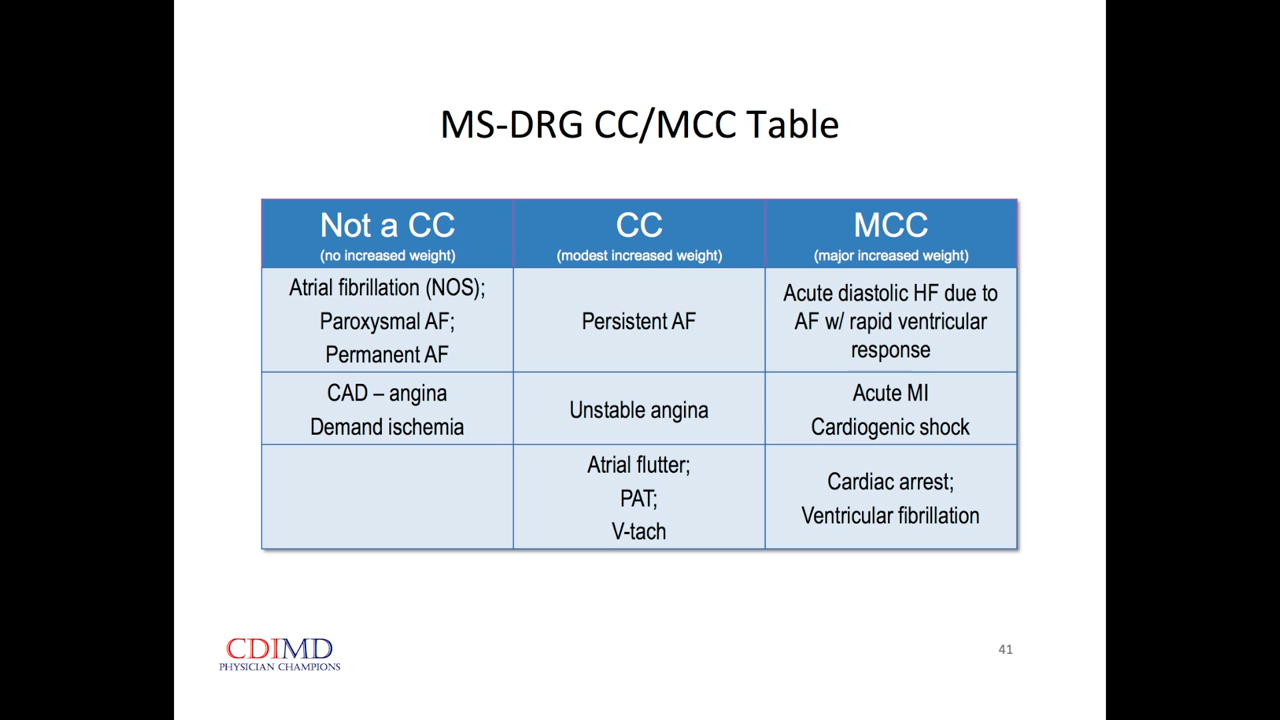 MS-DRG CC/MCC Table
Not a CC
(no increased weight)
CC
(modest increased weight)
MCC
(major increased weight)
Atrial fibrillation (NOS);
Paroxysmal AF;
Permanent AF
Persistent AF
Acute diastolic HF due to
AF w/ rapid ventricular
response
CAD – angina
Demand ischemia
Unstable angina
Acute MI
Cardiogenic shock
Atrial flutter;
PAT;
V-tach
Cardiac arrest;
Ventricular fibrillation
CDIMD
PHYSICIAN CHAMPIONS
41